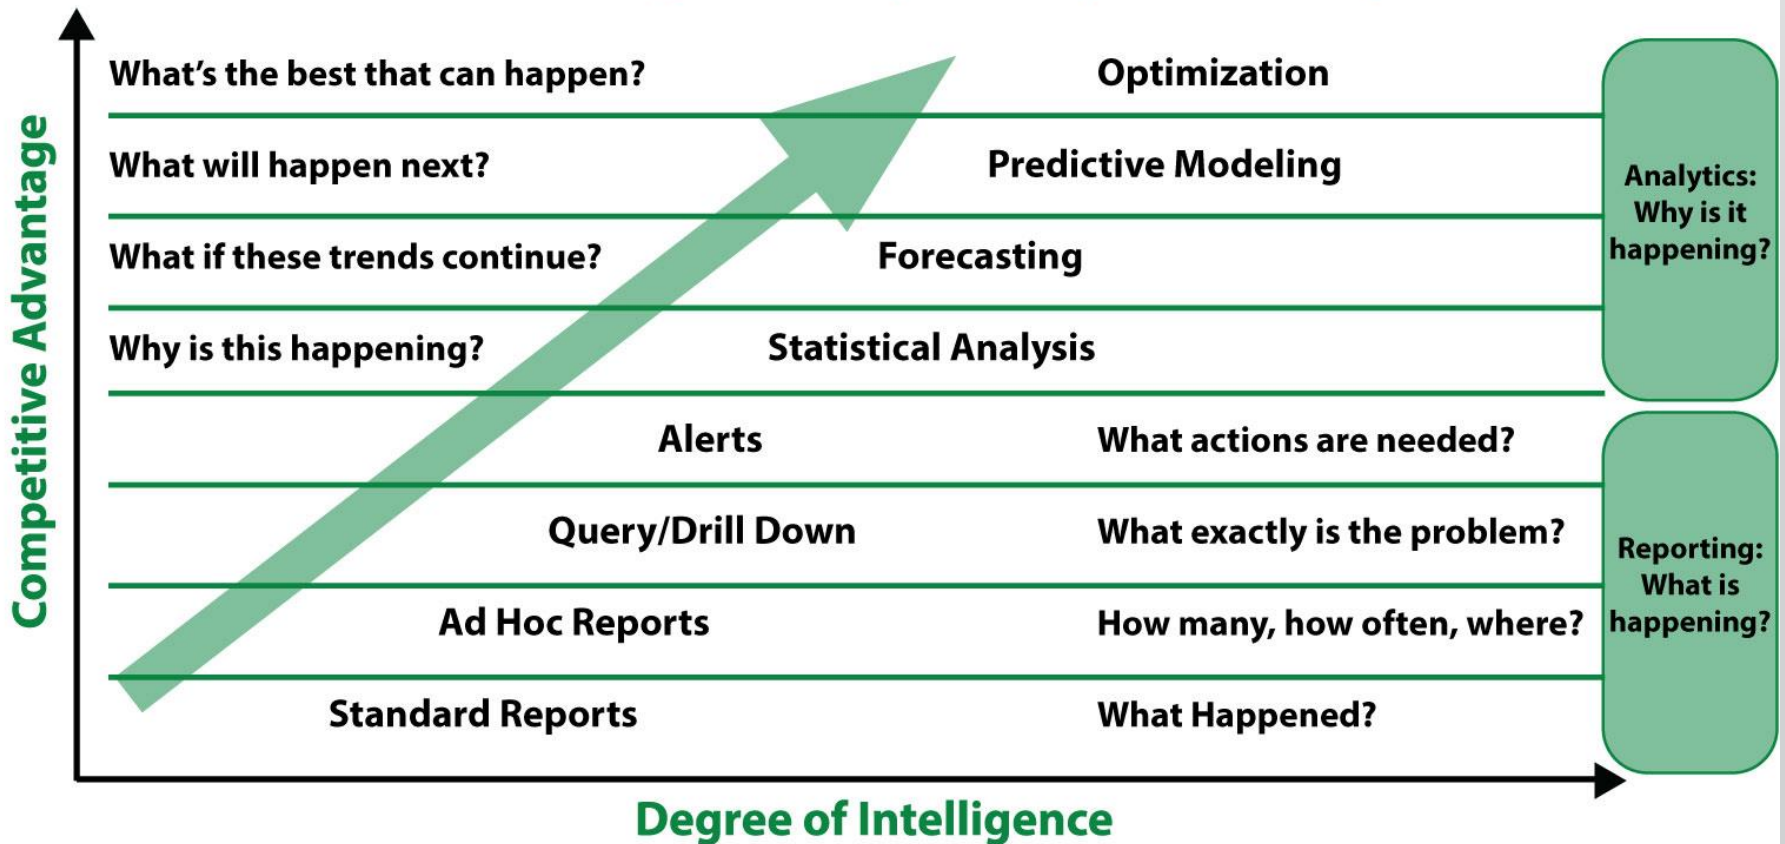 Competitive Advantage
What's the best that can happen?
Optimization
What will happen next?
Predictive Modeling
What if these trends continue?
Forecasting
Why is this happening?
Statistical Analysis
Analytics:
Why is it
happening?
Alerts
What actions are needed?
Query/Drill Down
What exactly is the problem?
Ad Hoc Reports
How many, how often, where?
Standard Reports
What Happened?
Reporting:
What is
happening?
Degree of Intelligence